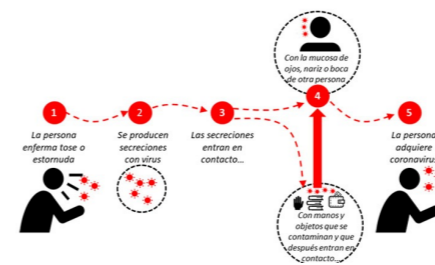 1
La persona
enferma tose o
estornuda
2
Se producen
secreciones
con virus
3
Las secreciones
entran en
contacto...
Con la mucosa de
ojos, nariz o boca
de otra persona
4
Con manos y
objetos que se
contaminan y que
después entran en
contacto...
5
La persona
adquiere
coronavirus